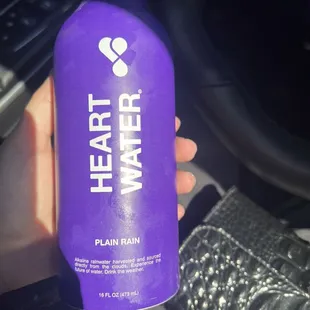 HEART
WATER®
PLAIN RAIN
Alkaline rainwater harvested and sourced
directly from the clouds. Experience the
future of water. Drink the weather.
16 FL OZ (473 mL)